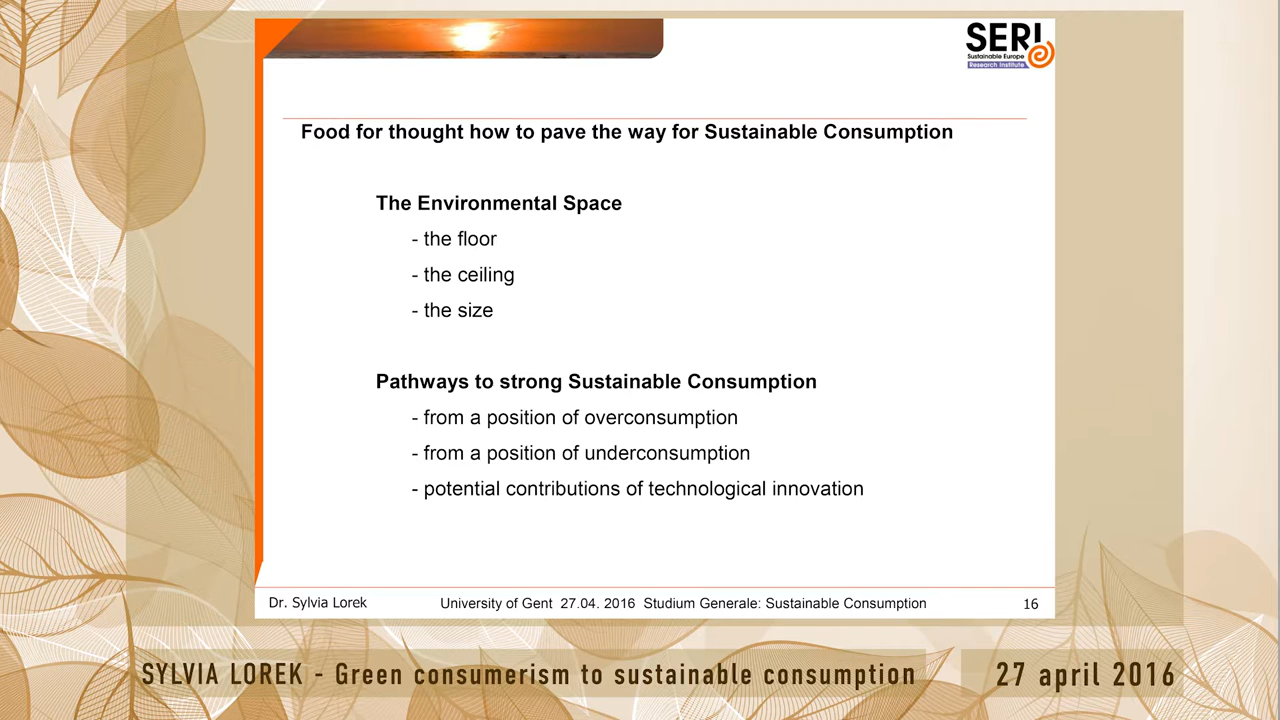 SERI
Sustainable Europe
Research Institute
Food for thought how to pave the way for Sustainable Consumption
The Environmental Space
- the floor
- the ceiling
- the size
Pathways to strong Sustainable Consumption
- from a position of overconsumption
- from a position of underconsumption
- potential contributions of technological innovation
Dr. Sylvia Lorek
University of Gent 27.04. 2016 Studium Generale: Sustainable Consumption
16
SYLVIA LOREK - Green consumerism to sustainable consumption
27 april 2016